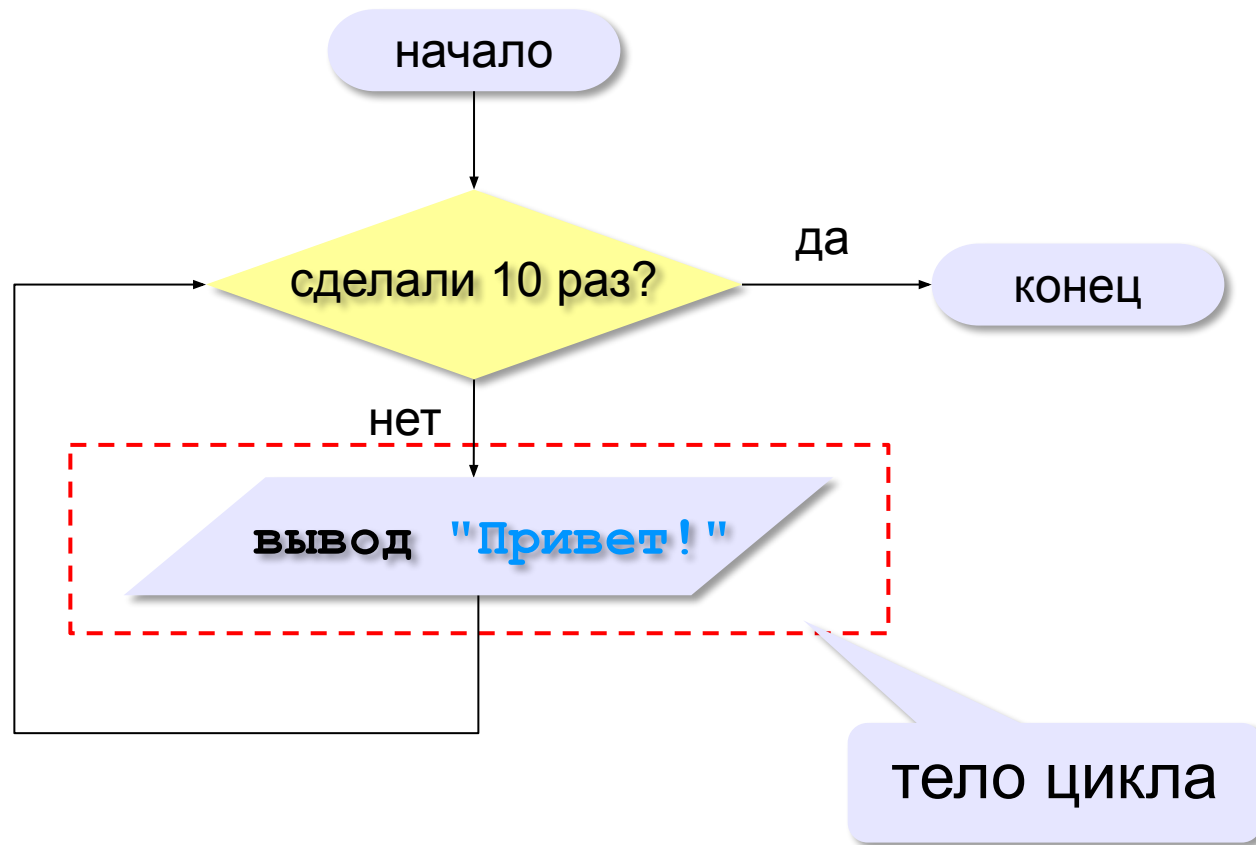 начало
сделали 10 раз?
да
конец
нет
вывод "Привет!"
тело цикла